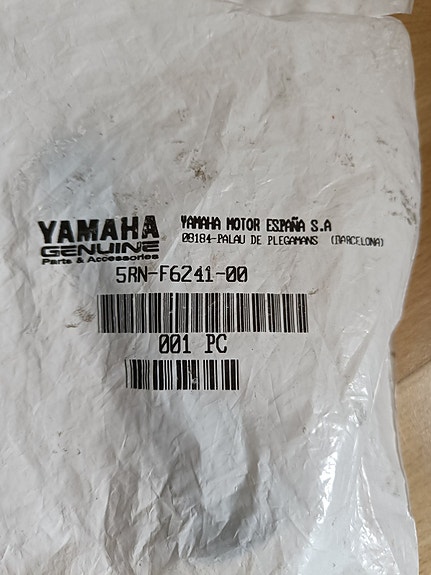 YAMAHA
GENUINE
Parts & Accessories
YAMAHA MOTOR ESPAÑA S.A
08184-PALAU DE PLEGAMANS (BARCELONA)
5RN-F6241-00
001 PC